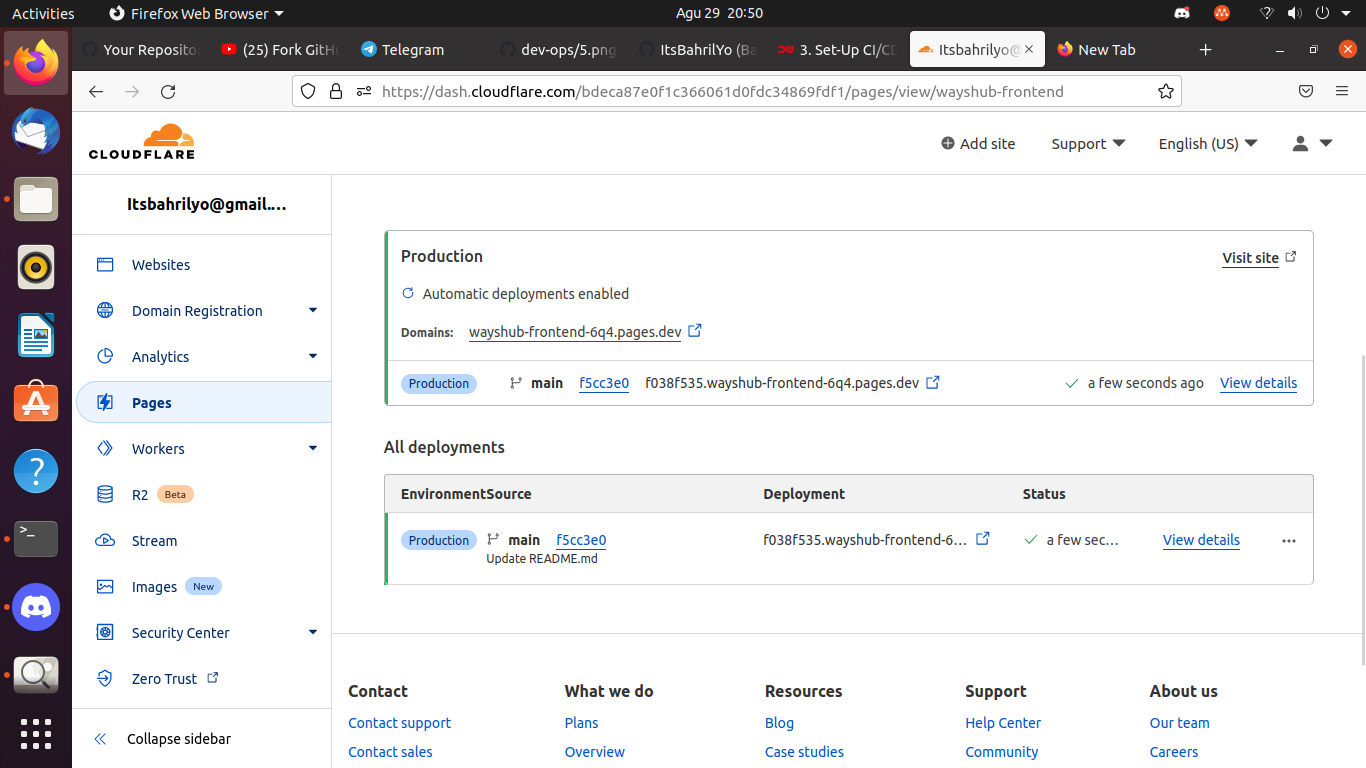 Activities
Firefox Web Browser
Agu 29 20:50
Your Reposito
(25) Fork GitHu
Telegram
dev-ops/5.png
ItsBahrilYo (Ba
3. Set-Up CI/CD
Itsbahrilyo@
New Tab
https://dash.cloudflare.com/bdeca87e0f1c366061d0fdc34869fdf1/pages/view/wayshub-frontend
CLOUDFLARE
Add site
Support
English (US)
Itsbahrilyo@gmail....
Websites
Domain Registration
Analytics
Pages
Workers
R2 Beta
Stream
Images New
Security Center
Zero Trust
Collapse sidebar
Production
Visit site
Automatic deployments enabled
Domains: wayshub-frontend-6q4.pages.dev
Production main f5cc3e0 f038f535.wayshub-frontend-6q4.pages.dev a few seconds ago View details
All deployments
Environment Source Deployment Status
Production main f5cc3e0 f038f535.wayshub-frontend-6... a few sec... View details
Update README.md
Contact What we do Resources Support About us
Contact support Plans Blog Help Center Our team
Contact sales Overview Case studies Community Careers